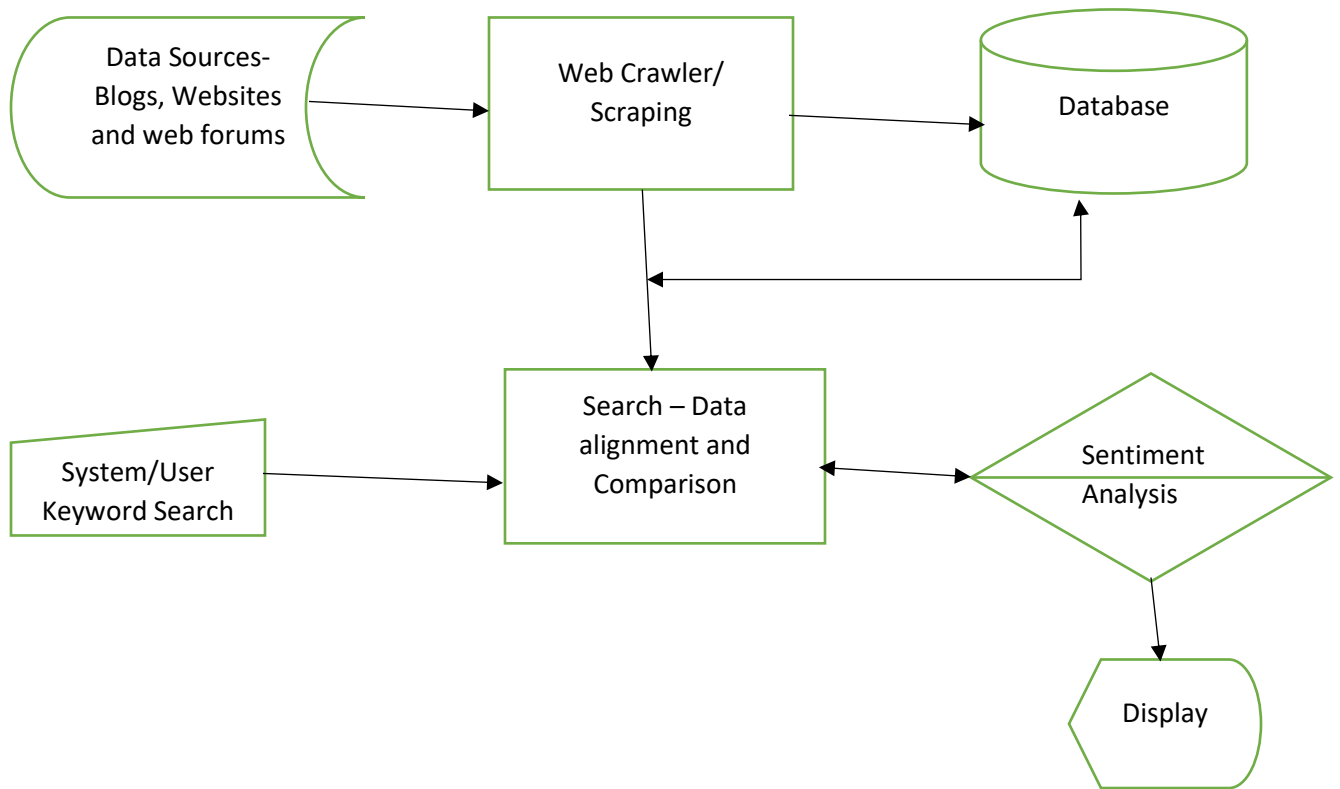 Data Sources-
Blogs, Websites
and web forums
Web Crawler/
Scraping
Database
System/User
Keyword Search
Search – Data
alignment and
Comparison
Sentiment
Analysis
Display